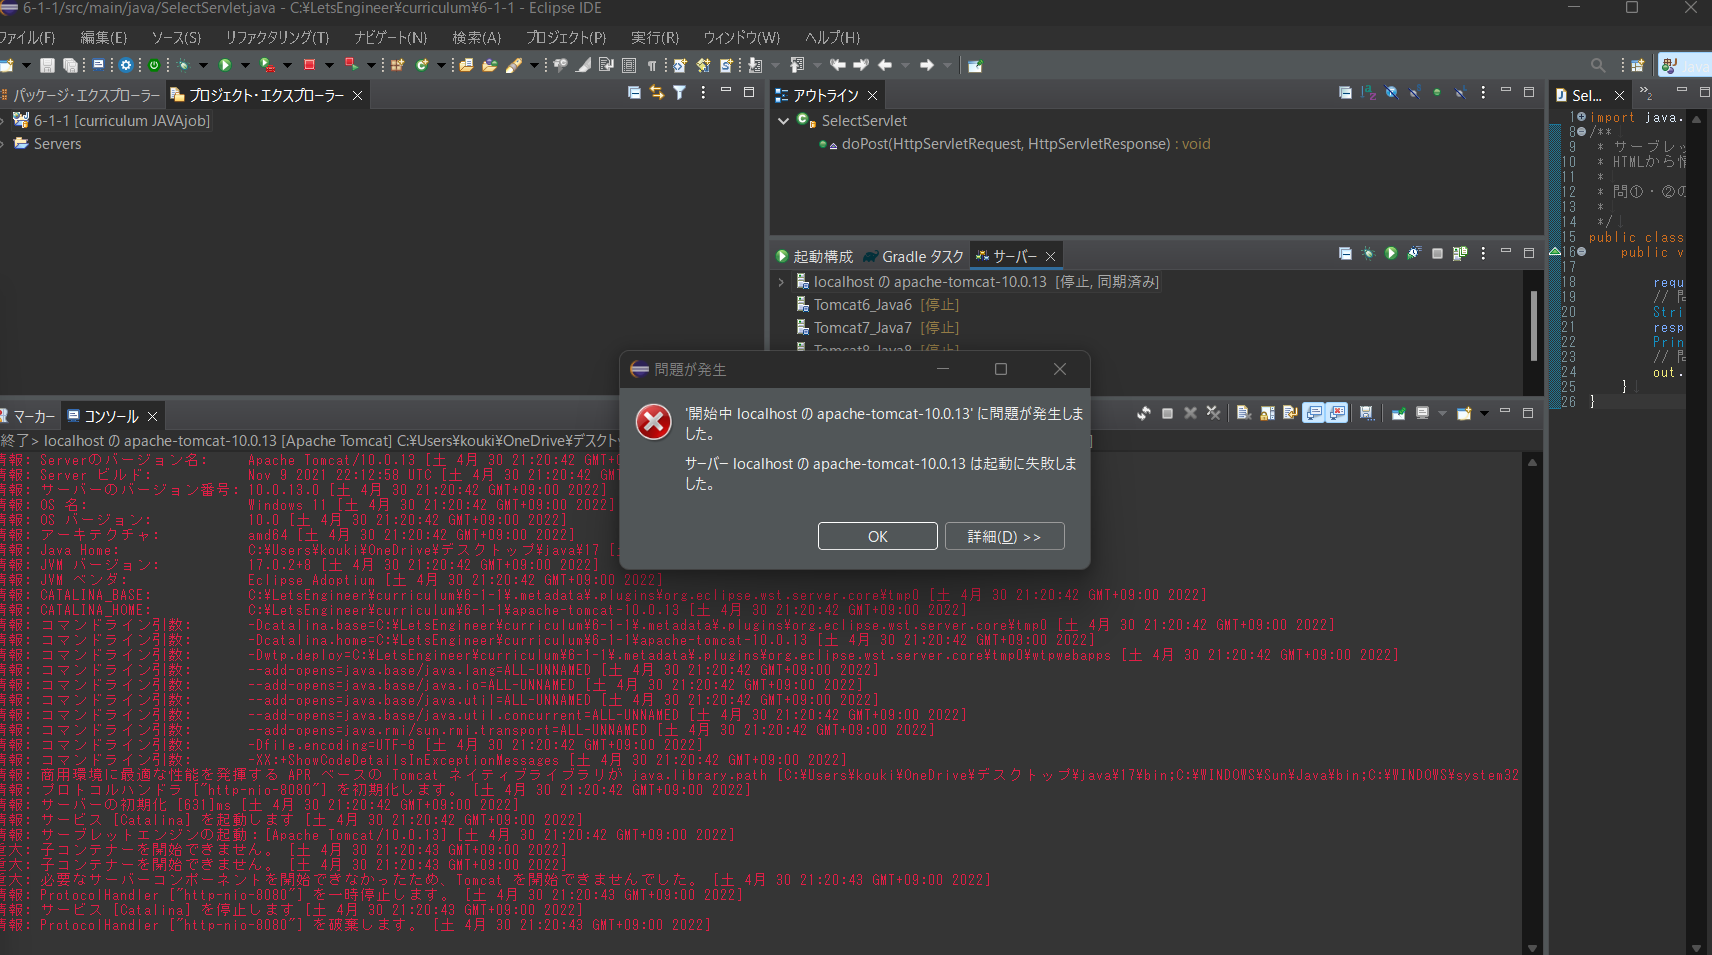 6-1-1/src/main/java/SelectServlet.java - C:¥LetsEngineer¥curriculum¥6-1-1 - Eclipse IDE
ファイル(F) 編集(E) ソース(S) リファクタリング(T) ナビゲート(N) 検索(A) プロジェクト(P) 実行(R) ウィンドウ(W) ヘルプ(H)
Java
パッケージ・エクスプローラー プロジェクト・エクスプローラー
6-1-1 [curriculum JAVAjob]
Servers
アウトライン
SelectServlet
doPost(HttpServletRequest, HttpServletResponse) : void
起動構成 Gradle タスク サーバー
localhost の apache-tomcat-10.0.13 [停止, 同期済み]
Tomcat6_Java6 [停止]
Tomcat7_Java7 [停止]
Tomcat8_Java8 [停止]
Sel... 2
1 import java.
8 /**
9 * サーブレッ
10 * HTMLから情
11 *
12 * 問①・②の
13 *
14 */
15 public class
16 public v
17
18 requ
19 // 問
20 Stri
21 resp
22 Prin
23 // 問
24 out.
25 }
26 }
問題が発生
'開始中 localhost の apache-tomcat-10.0.13' に問題が発生しま
した。
サーバー localhost の apache-tomcat-10.0.13 は起動に失敗しま
した。
OK 詳細(D) >>
マーカー コンソール
終了> localhost の apache-tomcat-10.0.13 [Apache Tomcat] C:¥Users¥kouki¥OneDrive¥デスクト
情報: Serverのバージョン名: Apache Tomcat/10.0.13 [土 4月 30 21:20:42 GMT+0
情報: Server ビルド: Nov 9 2021 22:12:58 UTC [土 4月 30 21:20:42 GM
情報: サーバーのバージョン番号: 10.0.13.0 [土 4月 30 21:20:42 GMT+09:00 2022]
情報: OS 名: Windows 11 [土 4月 30 21:20:42 GMT+09:00 2022]
情報: OS バージョン: 10.0 [土 4月 30 21:20:42 GMT+09:00 2022]
情報: アーキテクチャ: amd64 [土 4月 30 21:20:42 GMT+09:00 2022]
情報: Java Home: C:¥Users¥kouki¥OneDrive¥デスクトップ¥java¥17 [
情報: JVM バージョン: 17.0.2+8 [土 4月 30 21:20:42 GMT+09:00 2022]
情報: JVM ベンダ: Eclipse Adoptium [土 4月 30 21:20:42 GMT+09:00 2022]
情報: CATALINA_BASE: C:¥LetsEngineer¥curriculum¥6-1-1¥.metadata¥.plugins¥org.eclipse.wst.server.core¥tmp0 [土 4月 30 21:20:42 GMT+09:00 2022]
情報: CATALINA_HOME: C:¥LetsEngineer¥curriculum¥6-1-1¥apache-tomcat-10.0.13 [土 4月 30 21:20:42 GMT+09:00 2022]
情報: コマンドライン引数: -Dcatalina.base=C:¥LetsEngineer¥curriculum¥6-1-1¥.metadata¥.plugins¥org.eclipse.wst.server.core¥tmp0 [土 4月 30 21:20:42 GMT+09:00 2022]
情報: コマンドライン引数: -Dcatalina.home=C:¥LetsEngineer¥curriculum¥6-1-1¥apache-tomcat-10.0.13 [土 4月 30 21:20:42 GMT+09:00 2022]
情報: コマンドライン引数: -Dwtp.deploy=C:¥LetsEngineer¥curriculum¥6-1-1¥.metadata¥.plugins¥org.eclipse.wst.server.core¥tmp0¥wtpwebapps [土 4月 30 21:20:42 GMT+09:00 2022]
情報: コマンドライン引数: --add-opens=java.base/java.lang=ALL-UNNAMED [土 4月 30 21:20:42 GMT+09:00 2022]
情報: コマンドライン引数: --add-opens=java.base/java.io=ALL-UNNAMED [土 4月 30 21:20:42 GMT+09:00 2022]
情報: コマンドライン引数: --add-opens=java.base/java.util=ALL-UNNAMED [土 4月 30 21:20:42 GMT+09:00 2022]
情報: コマンドライン引数: --add-opens=java.base/java.util.concurrent=ALL-UNNAMED [土 4月 30 21:20:42 GMT+09:00 2022]
情報: コマンドライン引数: --add-opens=java.rmi/sun.rmi.transport=ALL-UNNAMED [土 4月 30 21:20:42 GMT+09:00 2022]
情報: コマンドライン引数: -Dfile.encoding=UTF-8 [土 4月 30 21:20:42 GMT+09:00 2022]
情報: コマンドライン引数: -XX:+ShowCodeDetailsInExceptionMessages [土 4月 30 21:20:42 GMT+09:00 2022]
情報: 商用環境に最適な性能を発揮する APR ベースの Tomcat ネイティブライブラリが java.library.path [C:¥Users¥kouki¥OneDrive¥デスクトップ¥java¥17¥bin;C:¥WINDOWS¥Sun¥Java¥bin;C:¥WINDOWS¥system32
情報: プロトコルハンドラ ["http-nio-8080"] を初期化します。 [土 4月 30 21:20:42 GMT+09:00 2022]
情報: サーバーの初期化 [631]ms [土 4月 30 21:20:42 GMT+09:00 2022]
情報: サービス [Catalina] を起動します [土 4月 30 21:20:42 GMT+09:00 2022]
情報: サーブレットエンジンの起動：[Apache Tomcat/10.0.13] [土 4月 30 21:20:42 GMT+09:00 2022]
重大: 子コンテナーを開始できません。 [土 4月 30 21:20:43 GMT+09:00 2022]
重大: 子コンテナーを開始できません。 [土 4月 30 21:20:43 GMT+09:00 2022]
重大: 必要なサーバーコンポーネントを開始できなかったため、Tomcat を開始できませんでした。 [土 4月 30 21:20:43 GMT+09:00 2022]
情報: ProtocolHandler ["http-nio-8080"] を一時停止します。 [土 4月 30 21:20:43 GMT+09:00 2022]
情報: サービス [Catalina] を停止します [土 4月 30 21:20:43 GMT+09:00 2022]
情報: ProtocolHandler ["http-nio-8080"] を破棄します。 [土 4月 30 21:20:43 GMT+09:00 2022]